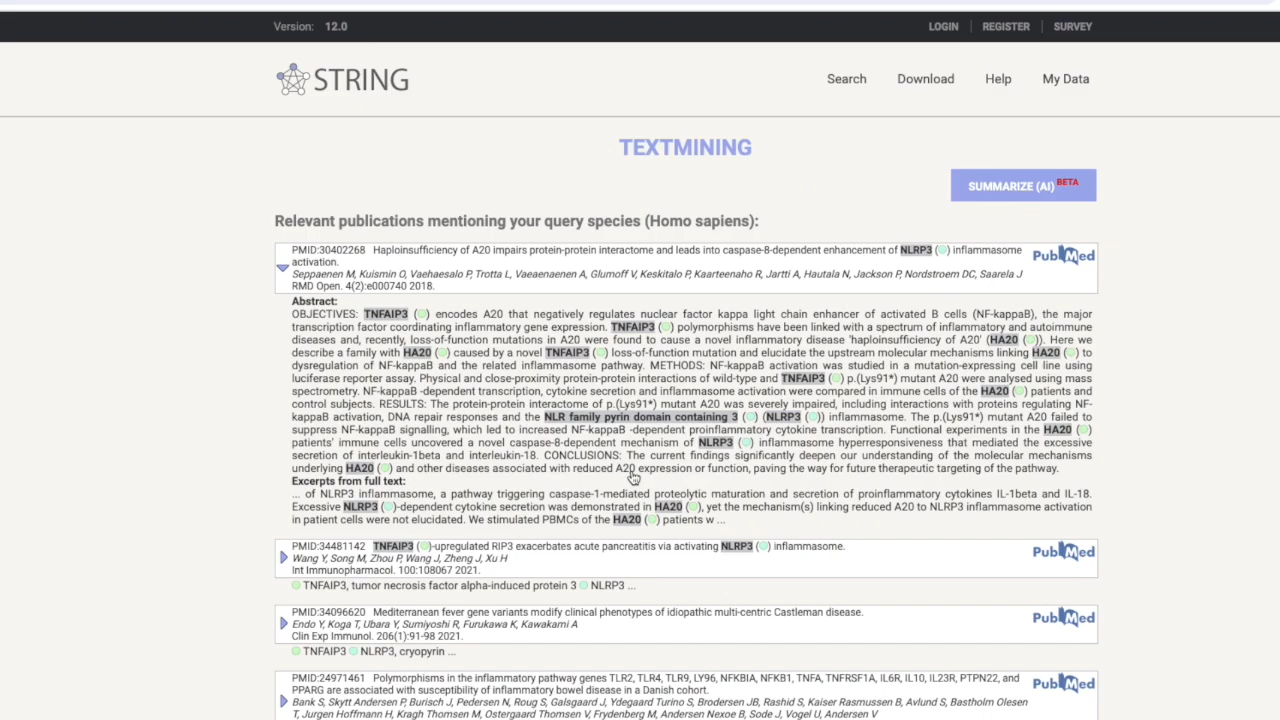 Version: 12.0
LOGIN REGISTER SURVEY
STRING
Search Download Help My Data
TEXTMINING
SUMMARIZE (AI) BETA
Relevant publications mentioning your query species (Homo sapiens):
PMID:30402268 Haploinsufficiency of A20 impairs protein-protein interactome and leads into caspase-8-dependent enhancement of NLRP3 ( ) inflammasome
activation.
Seppaenen M, Kuismin O, Vaehaesalo P, Trotta L, Vaeaenaenen A, Glumoff V, Keskitalo P, Kaarteenaho R, Jartti A, Hautala N, Jackson P, Nordstroem DC, Saarela J
RMD Open. 4(2):e000740 2018.
PubMed
Abstract:
OBJECTIVES: TNFAIP3 ( ) encodes A20 that negatively regulates nuclear factor kappa light chain enhancer of activated B cells (NF-kappaB), the major
transcription factor coordinating inflammatory gene expression. TNFAIP3 ( ) polymorphisms have been linked with a spectrum of inflammatory and autoimmune
diseases and, recently, loss-of-function mutations in A20 were found to cause a novel inflammatory disease 'haploinsufficiency of A20' (HA20 ( )). Here we
describe a family with HA20 ( ) caused by a novel TNFAIP3 ( ) loss-of-function mutation and elucidate the upstream molecular mechanisms linking HA20 ( ) to
dysregulation of NF-kappaB and the related inflammasome pathway. METHODS: NF-kappaB activation was studied in a mutation-expressing cell line using
luciferase reporter assay. Physical and close-proximity protein-protein interactions of wild-type and TNFAIP3 ( ) p.(Lys91*) mutant A20 were analysed using mass
spectrometry. NF-kappaB -dependent transcription, cytokine secretion and inflammasome activation were compared in immune cells of the HA20 ( ) patients and
control subjects. RESULTS: The protein-protein interactome of p.(Lys91*) mutant A20 was severely impaired, including interactions with proteins regulating NF-
kappaB activation, DNA repair responses and the NLR family pyrin domain containing 3 ( ) (NLRP3 ( )) inflammasome. The p.(Lys91*) mutant A20 failed to
suppress NF-kappaB signalling, which led to increased NF-kappaB -dependent proinflammatory cytokine transcription. Functional experiments in the HA20 ( )
patients' immune cells uncovered a novel caspase-8-dependent mechanism of NLRP3 ( ) inflammasome hyperresponsiveness that mediated the excessive
secretion of interleukin-1beta and interleukin-18. CONCLUSIONS: The current findings significantly deepen our understanding of the molecular mechanisms
underlying HA20 ( ) and other diseases associated with reduced A20 expression or function, paving the way for future therapeutic targeting of the pathway.
Excerpts from full text:
... of NLRP3 inflammasome, a pathway triggering caspase-1-mediated proteolytic maturation and secretion of proinflammatory cytokines IL-1beta and IL-18.
Excessive NLRP3 ( )-dependent cytokine secretion was demonstrated in HA20 ( ), yet the mechanism(s) linking reduced A20 to NLRP3 inflammasome activation
in patient cells were not elucidated. We stimulated PBMCs of the HA20 ( ) patients w ...
PMID:34481142 TNFAIP3 ( )-upregulated RIP3 exacerbates acute pancreatitis via activating NLRP3 ( ) inflammasome.
Wang Y, Song M, Zhou P, Wang J, Zheng J, Xu H
Int Immunopharmacol. 100:108067 2021.
PubMed
TNFAIP3, tumor necrosis factor alpha-induced protein 3 NLRP3 ...
PMID:34096620 Mediterranean fever gene variants modify clinical phenotypes of idiopathic multi-centric Castleman disease.
Endo Y, Koga T, Ubara Y, Sumiyoshi R, Furukawa K, Kawakami A
Clin Exp Immunol. 206(1):91-98 2021.
PubMed
TNFAIP3 NLRP3, cryopyrin ...
PMID:24971461 Polymorphisms in the inflammatory pathway genes TLR2, TLR4, TLR9, LY96, NFKBIA, NFKB1, TNFA, TNFRSF1A, IL6R, IL10, IL23R, PTPN22, and
PPARG are associated with susceptibility of inflammatory bowel disease in a Danish cohort.
Bank S, Skytt Andersen P, Burisch J, Pedersen N, Roug S, Galsgaard J, Ydegaard Turino S, Brodersen JB, Rashid S, Kaiser Rasmussen B, Avlund S, Bastholm Olesen
T, Jurgen Hoffmann H, Kragh Thomsen M, Ostergaard Thomsen V, Frydenberg M, Andersen Nexoe B, Sode J, Vogel U, Andersen V
PubMed